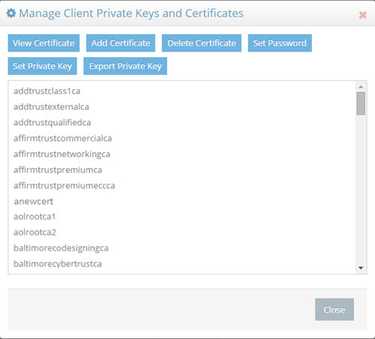 Manage Client Private Keys and Certificates
View Certificate Add Certificate Delete Certificate Set Password
Set Private Key Export Private Key
addtrustclass1ca
addtrustexternalca
addtrustqualifiedca
affirmtrustcommercialca
affirmtrustnetworkingca
affirmtrustpremiumca
affirmtrustpremiumeccca
anewcert
aolrootca1
aolrootca2
baltimorecodesigningca
baltimorecybertrustca
Close